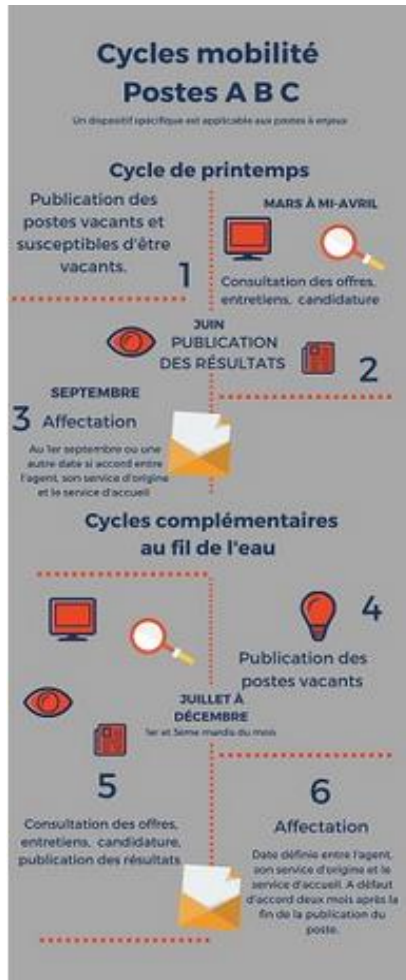 Cycles mobilité
Postes A B C
Un dispositif spécifique est applicable aux postes à enjeux
Cycle de printemps
Publication des
postes vacants et
susceptibles d'être
vacants.
1
MARS À MI-AVRIL
Consultation des offres,
entretiens, candidature
JUIN
PUBLICATION
DES RÉSULTATS
2
SEPTEMBRE
3 Affectation
Au 1er septembre ou une
autre date si accord entre
l'agent, son service d'origine
et le service d'accueil
Cycles complémentaires
au fil de l'eau
4
Publication des
postes vacants
JUILLET À
DÉCEMBRE
1er et 3eme mardis du mois
5
Consultation des offres,
entretiens, candidature,
publication des résultats
6
Affectation
Date définie entre l'agent,
son service d'origine et le
service d'accueil. A défaut
d'accord deux mois après la
fin de la publication du
poste.